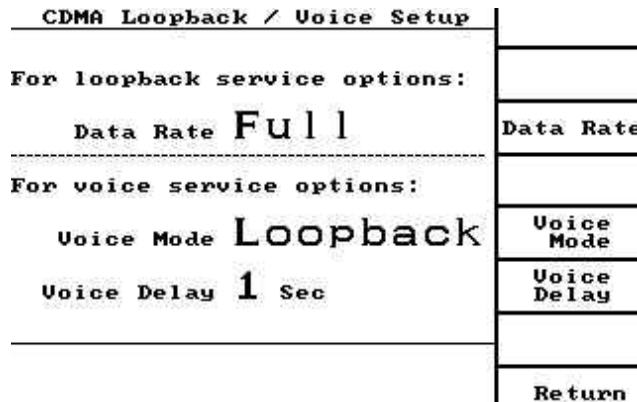 CDMA Loopback / Voice Setup
For loopback service options:
Data Rate Full
For voice service options:
Voice Mode Loopback
Voice Delay 1 Sec
Data Rate
Voice
Mode
Voice
Delay
Return